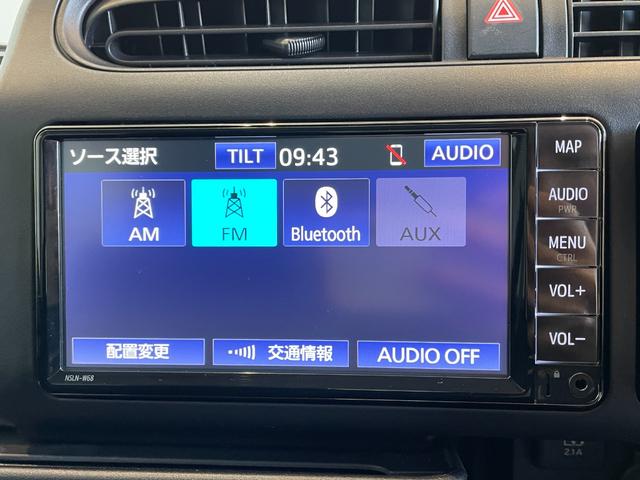 ソース選択 TILT 09:43 AUDIO
AM FM Bluetooth AUX
配置変更 交通情報 AUDIO OFF
NSLN-W68
MAP
AUDIO
PWR
MENU
CTRL
VOL+
VOL-
2.1A